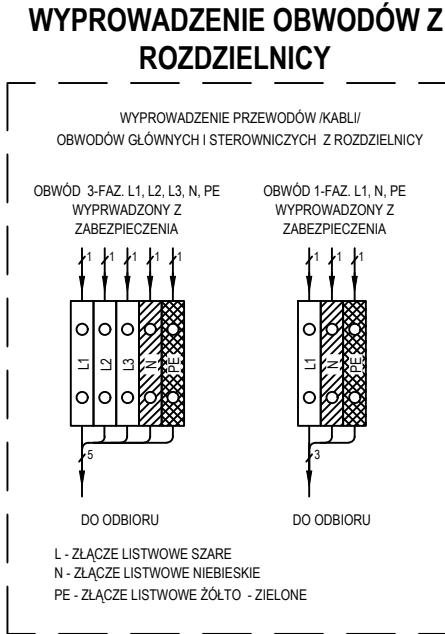 WYPROWADZENIE OBWODÓW Z
ROZDZIELNICY
WYPROWADZENIE PRZEWODÓW /KABLI/
OBWODÓW GŁÓWNYCH I STEROWNICZYCH Z ROZDZIELNICY
OBWÓD 3-FAZ. L1, L2, L3, N, PE
WYPRWADZONY Z
ZABEZPIECZENIA
1 1 1 1 1
L1 L2 L3 N PE
5
DO ODBIORU
OBWÓD 1-FAZ. L1, N, PE
WYPROWADZONY Z
ZABEZPIECZENIA
1 1 1
L1 N PE
3
DO ODBIORU
L - ZŁĄCZE LISTWOWE SZARE
N - ZŁĄCZE LISTWOWE NIEBIESKIE
PE - ZŁĄCZE LISTWOWE ŻÓŁTO - ZIELONE